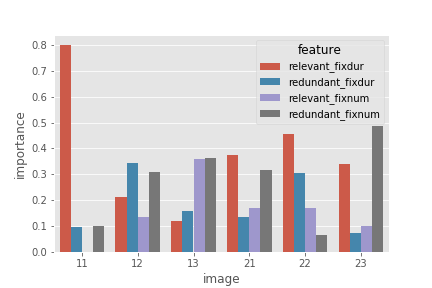 feature
relevant_fixdur
redundant_fixdur
relevant_fixnum
redundant_fixnum
0.8
0.7
0.6
0.5
0.4
0.3
0.2
0.1
0.0
importance
11 12 13 21 22 23
image